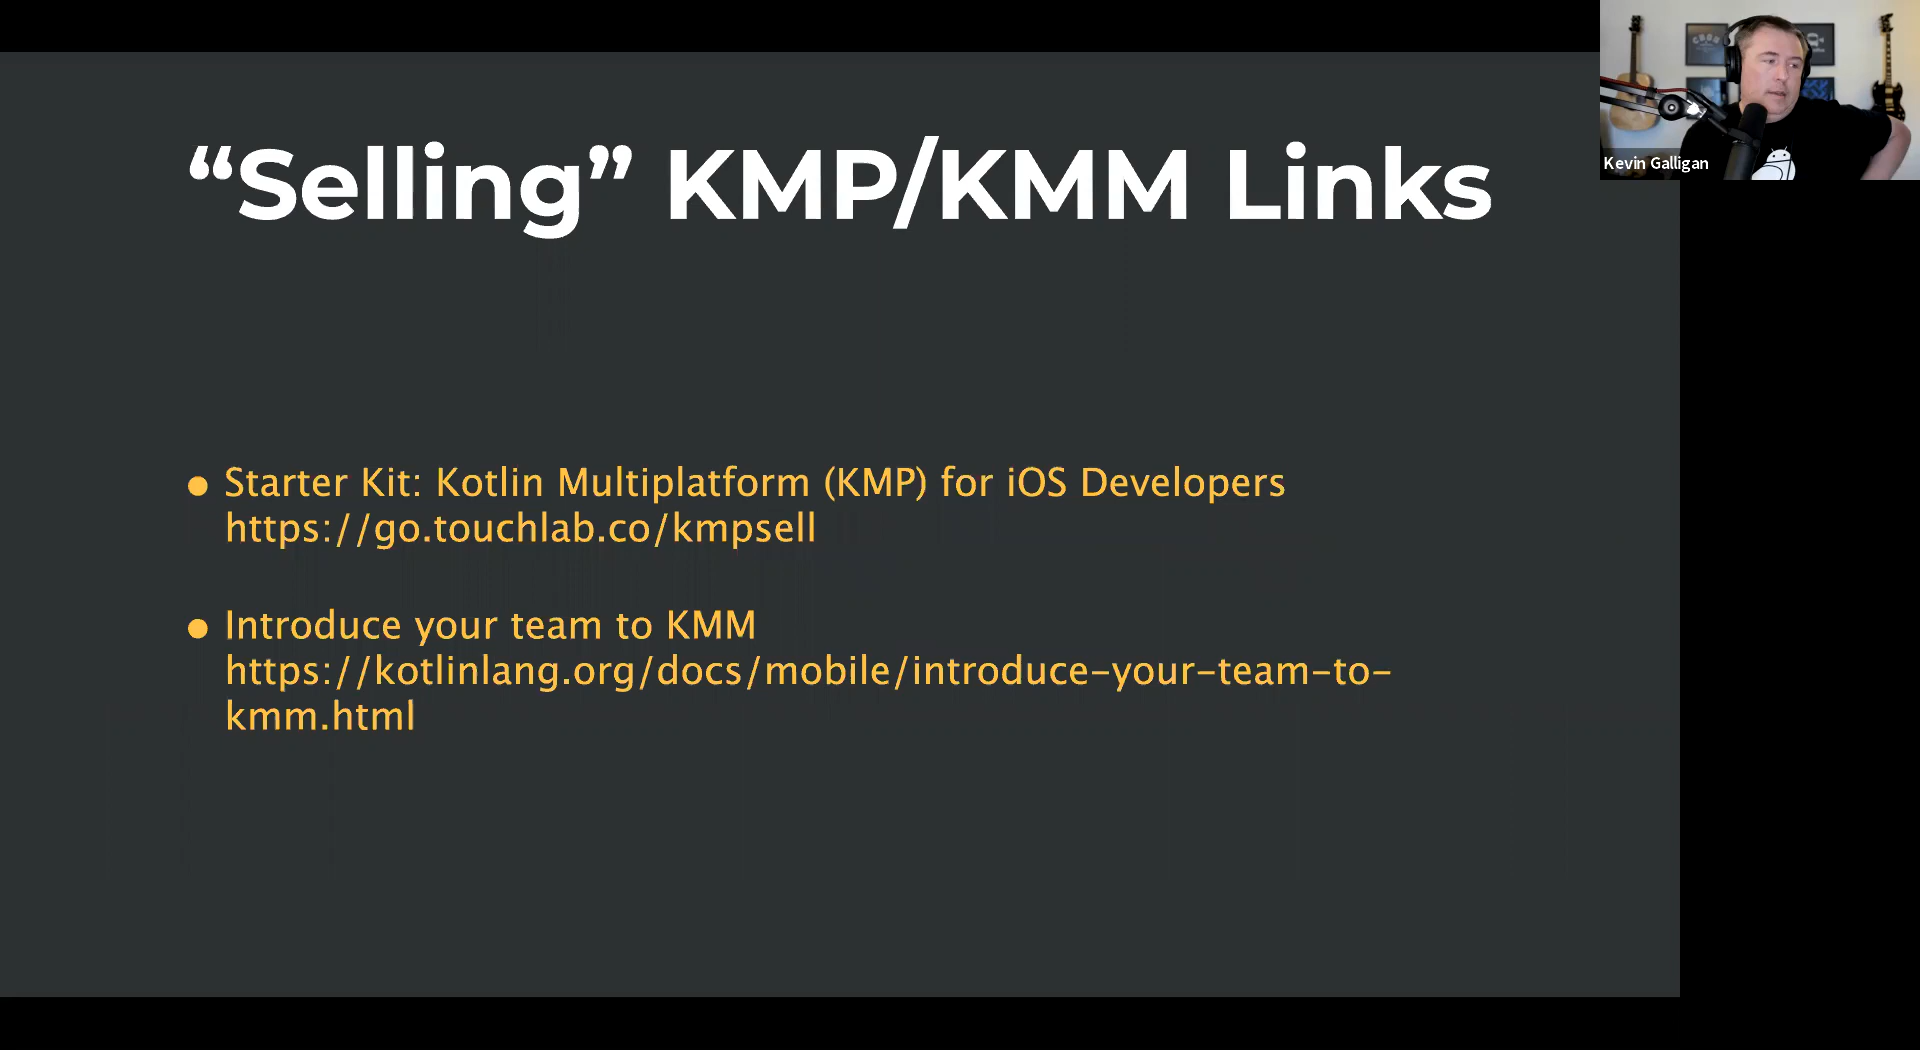 “Selling” KMP/KMM Links
Kevin Galligan
● Starter Kit: Kotlin Multiplatform (KMP) for iOS Developers
https://go.touchlab.co/kmpsell
● Introduce your team to KMM
https://kotlinlang.org/docs/mobile/introduce-your-team-to-
kmm.html